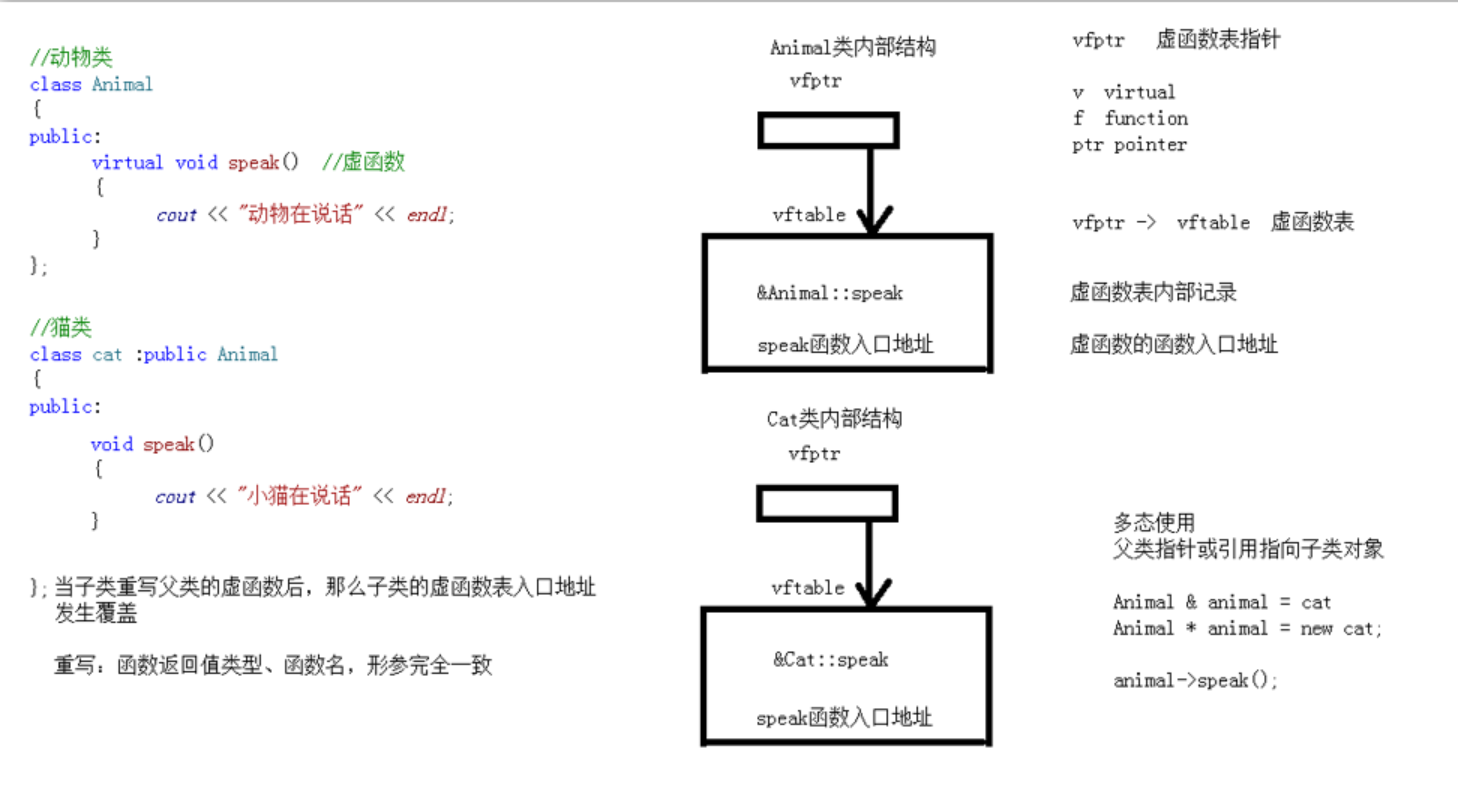 //动物类
class Animal
{
public:
virtual void speak() //虚函数
{
cout << "动物在说话" << endl;
}
};
//猫类
class cat :public Animal
{
public:
void speak()
{
cout << "小猫在说话" << endl;
}
}; 当子类重写父类的虚函数后，那么子类的虚函数表入口地址
发生覆盖
重写：函数返回值类型、函数名，形参完全一致
Animal类内部结构
vfptr
vftable
&Animal::speak
speak函数入口地址
Cat类内部结构
vfptr
vftable
&Cat::speak
speak函数入口地址
vfptr 虚函数表指针
v virtual
f function
ptr pointer
vfptr -> vftable 虚函数表
虚函数表内部记录
虚函数的函数入口地址
多态使用
父类指针或引用指向子类对象
Animal & animal = cat
Animal * animal = new cat;
animal->speak();